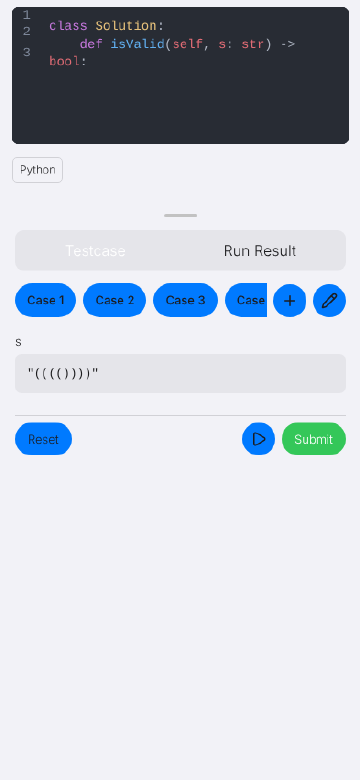 1
2 class Solution:
3 def isValid(self, s: str) ->
bool:
Python
Testcase Run Result
Case 1 Case 2 Case 3 Case
s
"(((())))"
Reset Submit